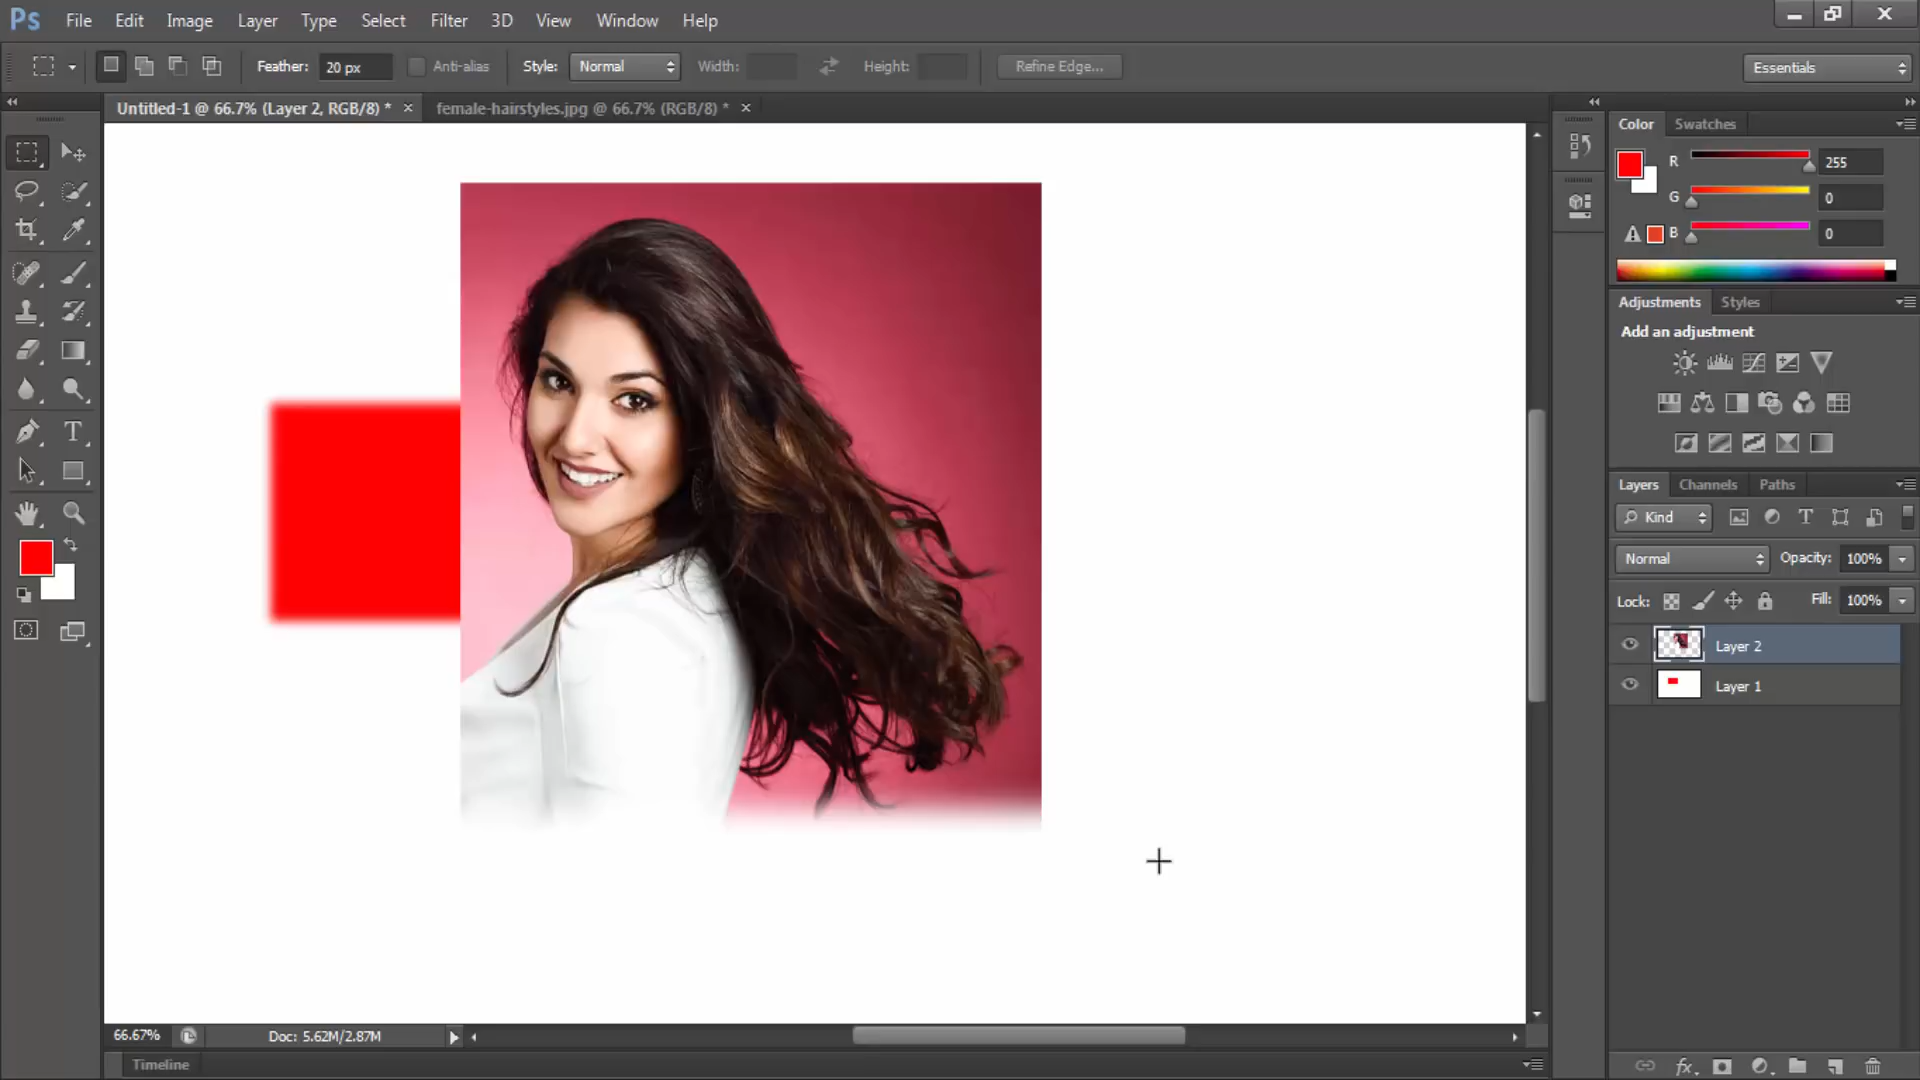 Ps File Edit Image Layer Type Select Filter 3D View Window Help
Feather: 20 px Anti-alias Style: Normal Width: Height: Refine Edge... Essentials
Untitled-1 @ 66.7% (Layer 2, RGB/8) * × female-hairstyles.jpg @ 66.7% (RGB/8) * ×
Color Swatches
R 255
G 0
B 0
Adjustments Styles
Add an adjustment
Layers Channels Paths
Kind
Normal Opacity: 100%
Lock: Fill: 100%
Layer 2
Layer 1
66.67% Doc: 5.62M/2.87M
Timeline